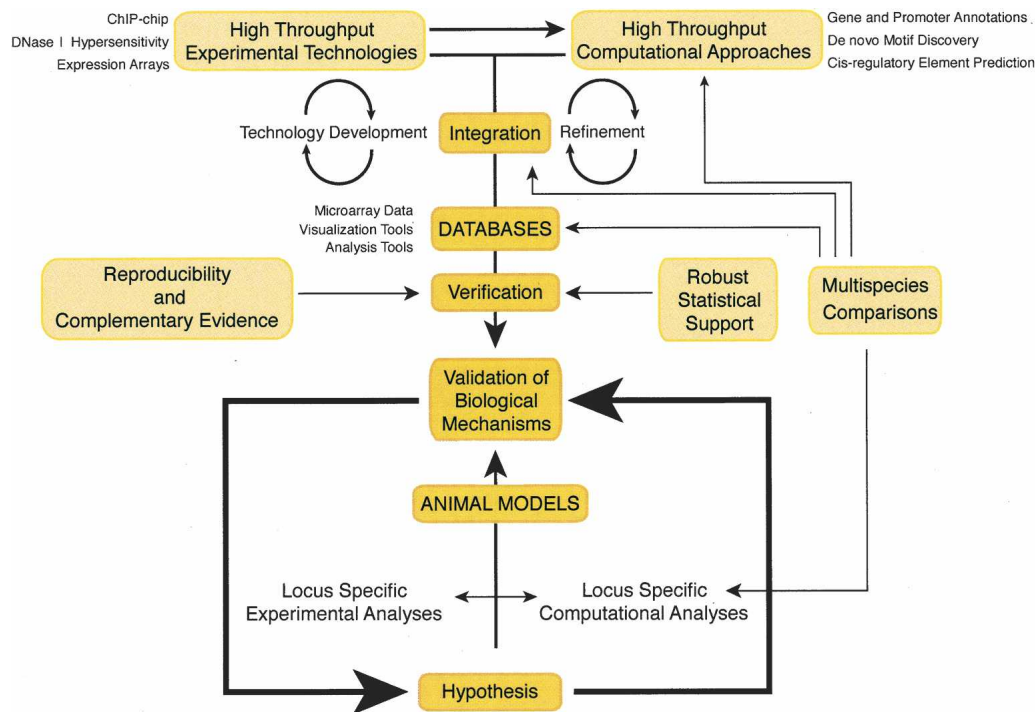 ChIP-chip
DNase I Hypersensitivity
Expression Arrays
High Throughput
Experimental Technologies
High Throughput
Computational Approaches
Gene and Promoter Annotations
De novo Motif Discovery
Cis-regulatory Element Prediction
Technology Development
Integration
Refinement
Microarray Data
Visualization Tools
Analysis Tools
DATABASES
Reproducibility
and
Complementary Evidence
Verification
Robust
Statistical
Support
Multispecies
Comparisons
Validation of
Biological
Mechanisms
ANIMAL MODELS
Locus Specific
Experimental Analyses
Locus Specific
Computational Analyses
Hypothesis